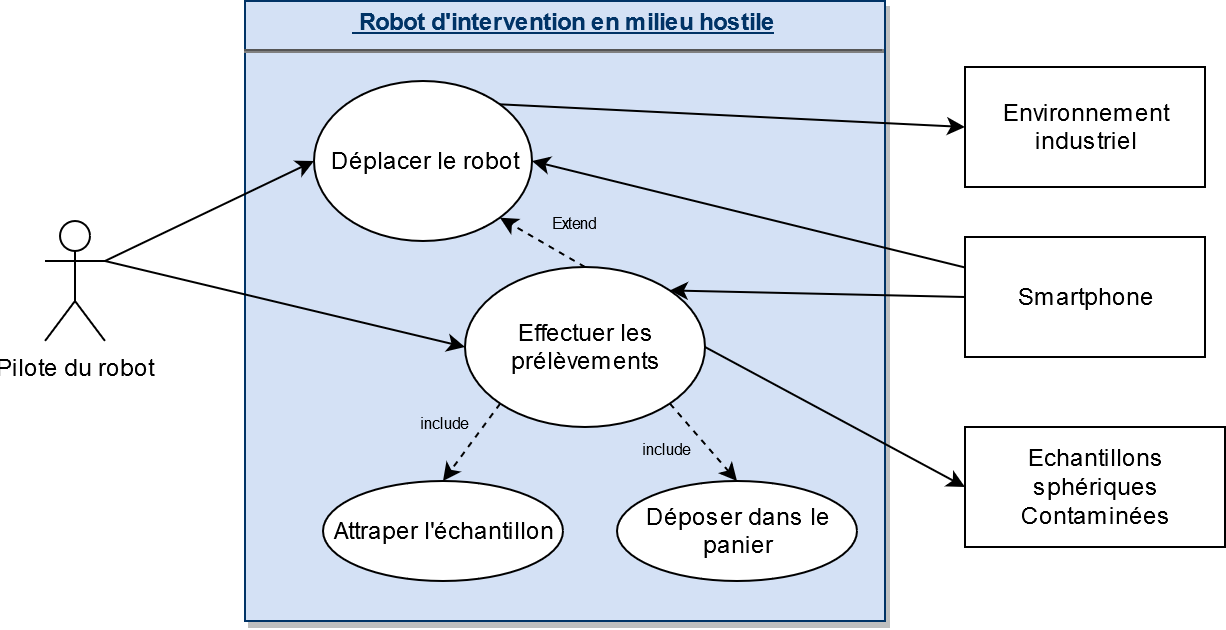 Robot d'intervention en milieu hostile
Déplacer le robot
Environnement
industriel
Extend
Smartphone
Effectuer les
prélèvements
Pilote du robot
include
include
Echantillons
sphériques
Contaminées
Attraper l'échantillon
Déposer dans le
panier